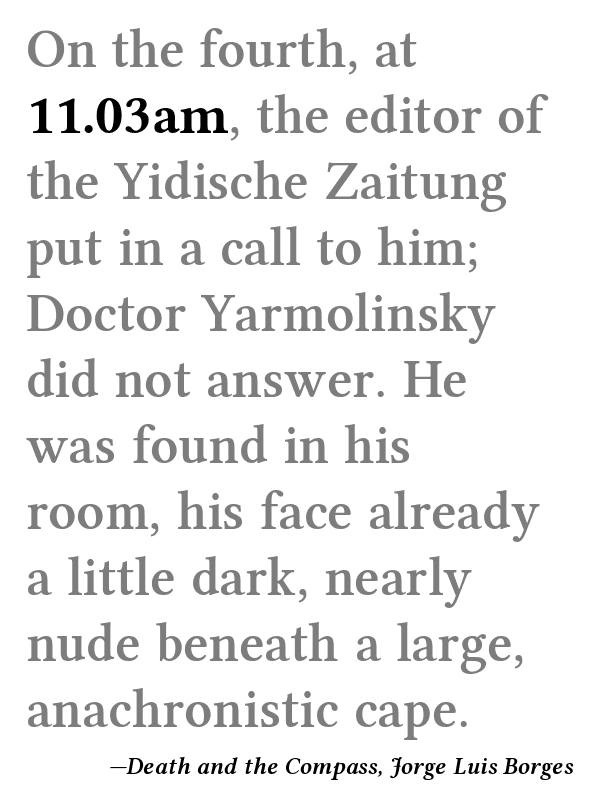 On the fourth, at
11.03am, the editor of
the Yidische Zaitung
put in a call to him;
Doctor Yarmolinsky
did not answer. He
was found in his
room, his face already
a little dark, nearly
nude beneath a large,
anachronistic cape.
—Death and the Compass, Jorge Luis Borges